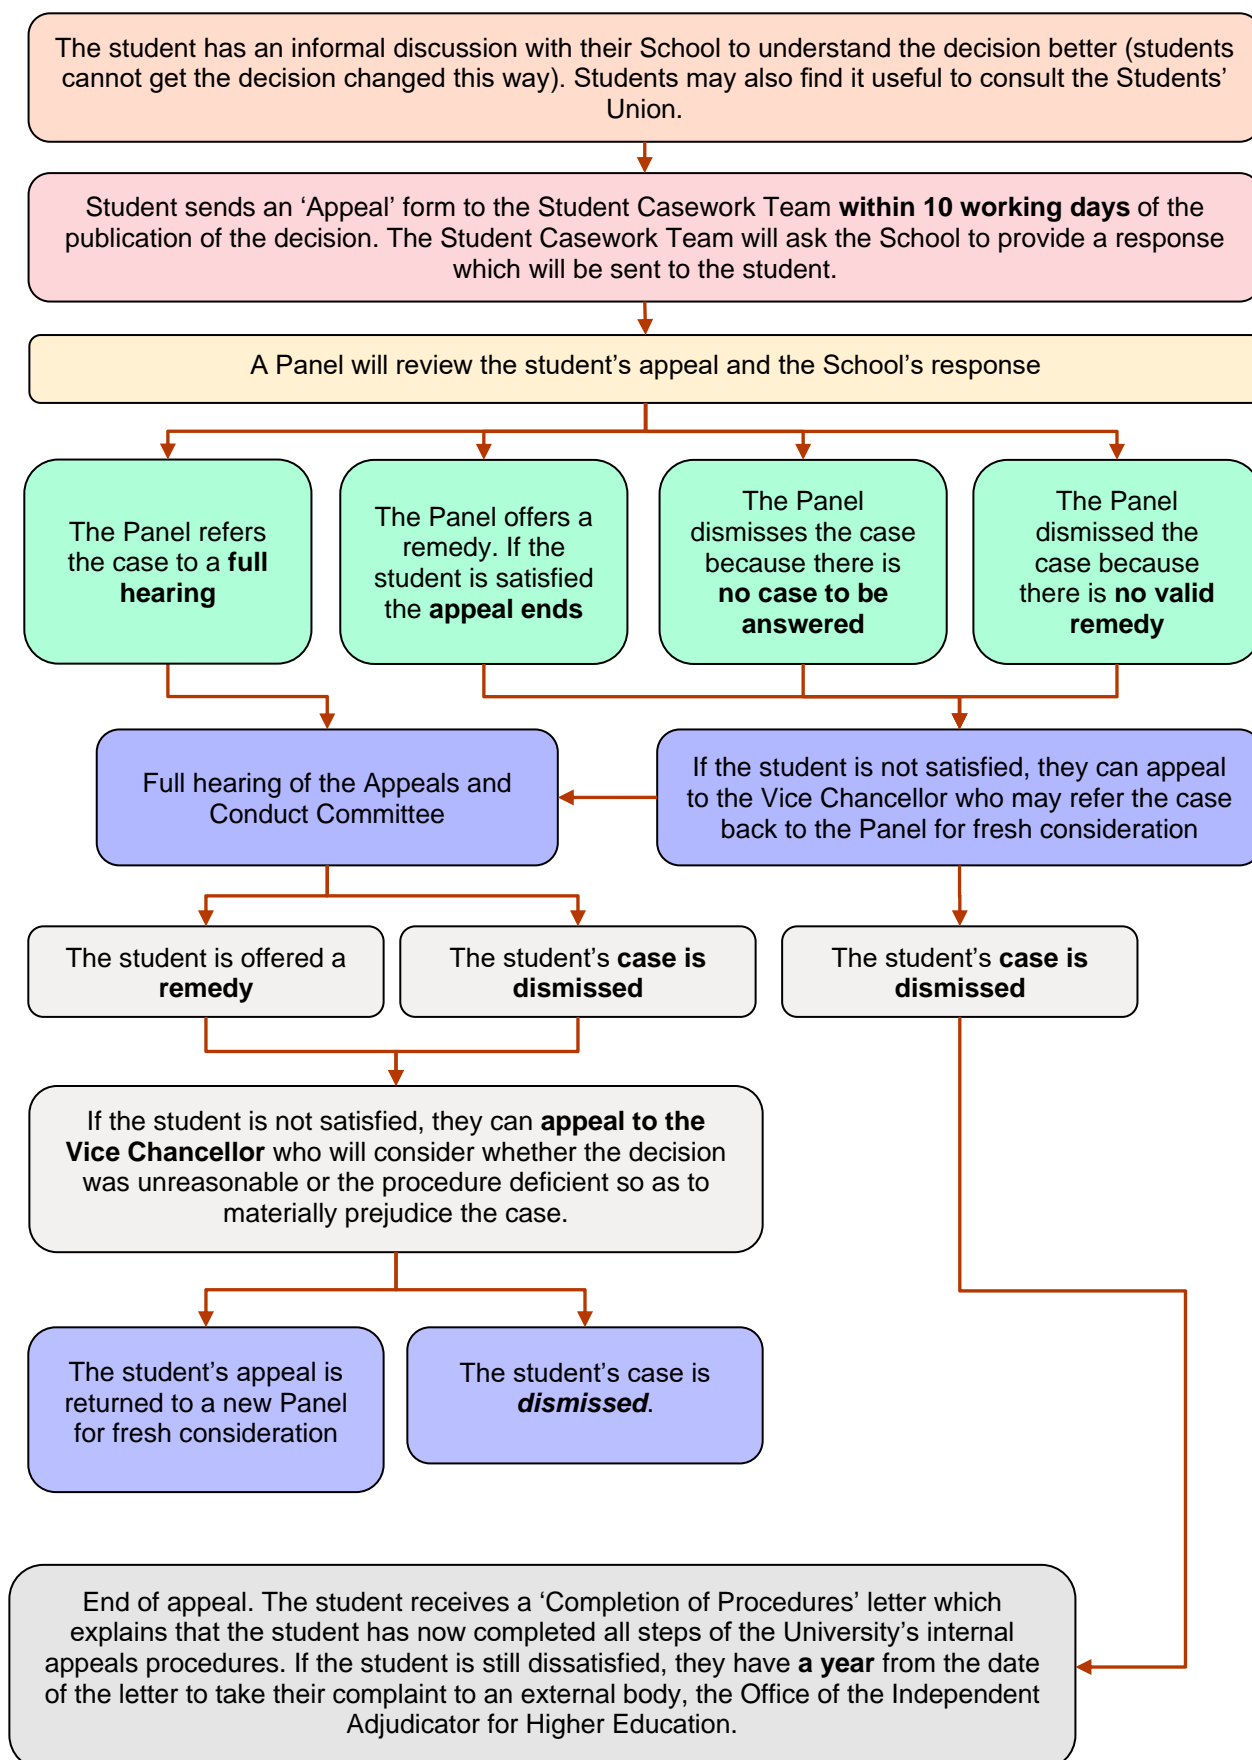 The student has an informal discussion with their School to understand the decision better (students
cannot get the decision changed this way). Students may also find it useful to consult the Students’
Union.
Student sends an ‘Appeal’ form to the Student Casework Team within 10 working days of the
publication of the decision. The Student Casework Team will ask the School to provide a response
which will be sent to the student.
A Panel will review the student’s appeal and the School’s response
The Panel refers
the case to a full
hearing
The Panel offers a
remedy. If the
student is satisfied
the appeal ends
The Panel
dismisses the case
because there is
no case to be
answered
The Panel
dismissed the
case because
there is no valid
remedy
Full hearing of the Appeals and
Conduct Committee
If the student is not satisfied, they can appeal
to the Vice Chancellor who may refer the case
back to the Panel for fresh consideration
The student is offered a
remedy
The student’s case is
dismissed
The student’s case is
dismissed
If the student is not satisfied, they can appeal to the
Vice Chancellor who will consider whether the decision
was unreasonable or the procedure deficient so as to
materially prejudice the case.
The student’s appeal is
returned to a new Panel
for fresh consideration
The student’s case is
dismissed.
End of appeal. The student receives a ‘Completion of Procedures’ letter which
explains that the student has now completed all steps of the University’s internal
appeals procedures. If the student is still dissatisfied, they have a year from the date
of the letter to take their complaint to an external body, the Office of the Independent
Adjudicator for Higher Education.